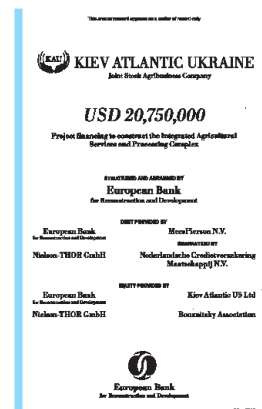 This announcement appears as a matter of record only
KAU
KIEV ATLANTIC UKRAINE
Joint Stock Agribusiness Company
USD 20,750,000
Project financing to construct the Integrated Agricultural
Services and Processing Complex
STRUCTURED AND ARRANGED BY
European Bank
for Reconstruction and Development
DEBT PROVIDED BY
European Bank
for Reconstruction and Development
MeesPierson N.V.
GUARANTEED BY
Nielson-THOR GmbH
Nederlandsche Credietverzekering
Maatschappij N.V.
EQUITY PROVIDED BY
European Bank
for Reconstruction and Development
Kiev Atlantic US Ltd
Nielson-THOR GmbH
Bonnitsky Association
European Bank
for Reconstruction and Development